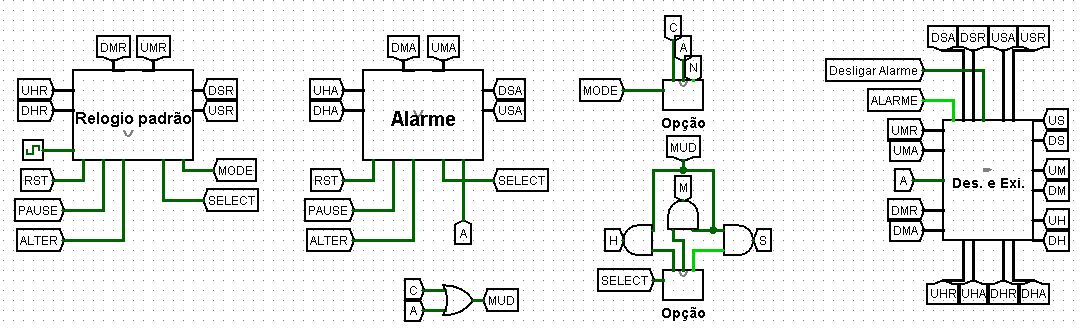 DMR UMR
UHR
DHR
DSR
USR
Relogio padrão
RST
PAUSE
ALTER
MODE
SELECT
DMA UMA
UHA
DHA
DSA
USA
Alarme
RST
PAUSE
ALTER
SELECT
A
C
A
MUD
C
A
N
MODE
Opção
MUD
M
H
S
SELECT
Opção
DSA DSR USA USR
Desligar Alarme
ALARME
UMR
UMA
A
DMR
DMA
Des. e Exi.
US
DS
UM
DM
UH
DH
UHR UHA DHR DHA